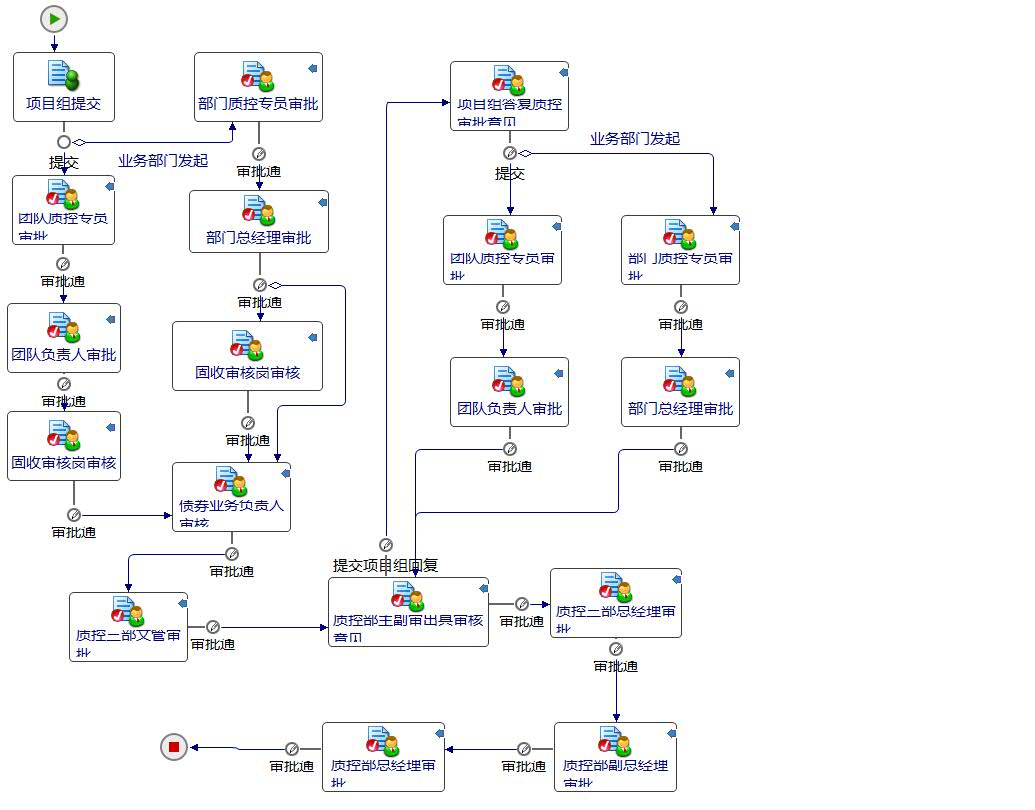 项目组提交
提交
业务部门发起
团队质控专员
审批
审批通
团队负责人审批
审批通
固收审核岗审核
审批通
部门质控专员审批
审批通
部门总经理审批
审批通
固收审核岗审核
审批通
债券业务负责人
审核
审批通
质控三部文管审
批
审批通
质控部主副审出具审核
意见
提交项目组回复
项目组答复质控
审批意见
提交
业务部门发起
团队质控专员审
批
审批通
团队负责人审批
审批通
部门质控专员审
批
审批通
部门总经理审批
审批通
审批通
质控三部总经理审
批
审批通
质控部副总经理
审批
审批通
质控部总经理审
批
审批通